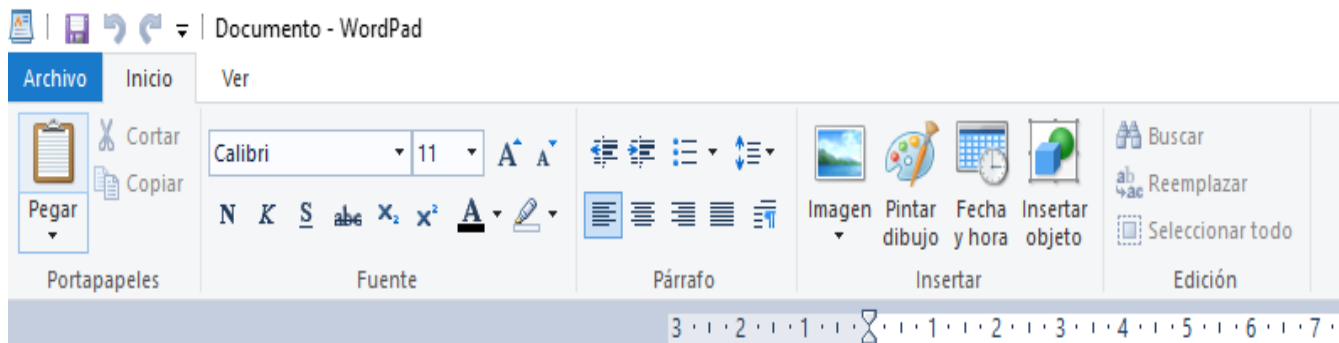 Documento - WordPad
Archivo Inicio Ver
Pegar
Cortar
Copiar
Portapapeles
Calibri 11 A A
N K S abc X₂ X² A
Fuente
Párrafo
Imagen
Pintar dibujo
Fecha y hora
Insertar objeto
Insertar
Buscar
Reemplazar
Seleccionar todo
Edición
3 2 1 1 2 3 4 5 6 7